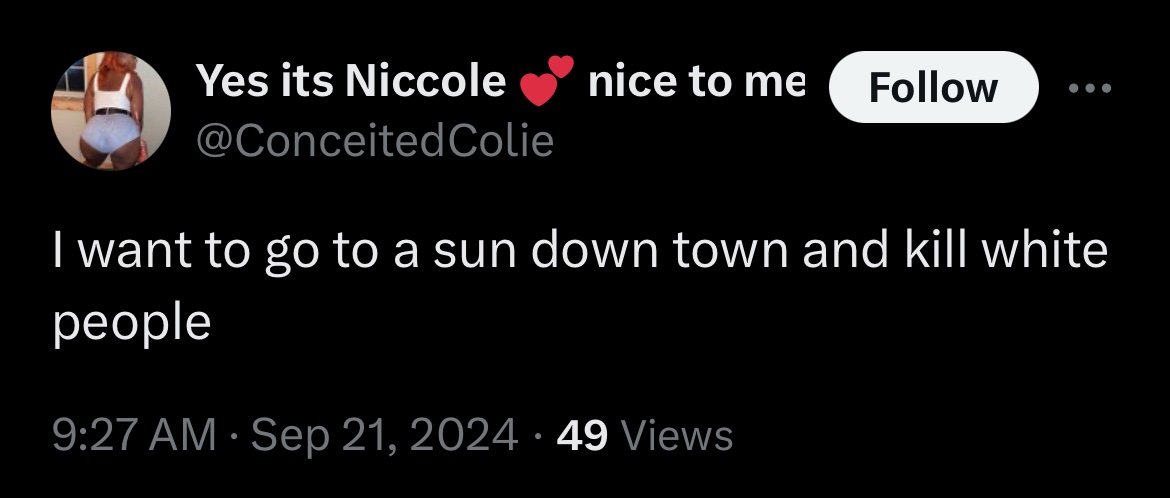 Yes its Niccole 💕 nice to me
Follow
@ConceitedColie
I want to go to a sun down town and kill white
people
9:27 AM · Sep 21, 2024 · 49 Views